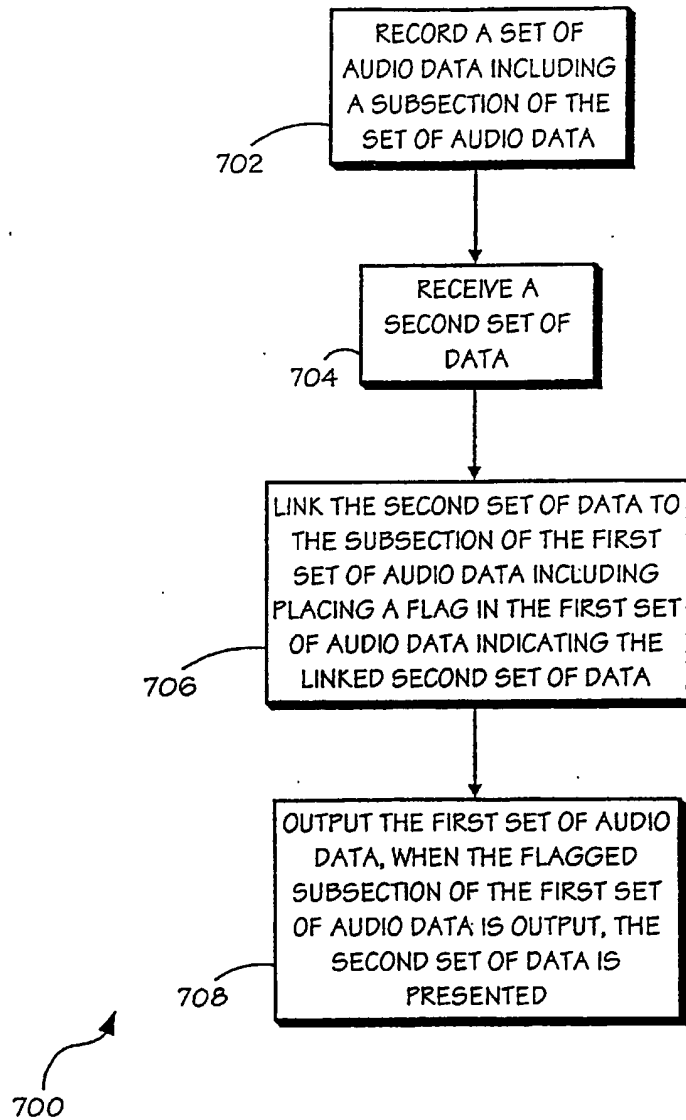 RECORD A SET OF
AUDIO DATA INCLUDING
A SUBSECTION OF THE
SET OF AUDIO DATA
702
RECEIVE A
SECOND SET OF
DATA
704
LINK THE SECOND SET OF DATA TO
THE SUBSECTION OF THE FIRST
SET OF AUDIO DATA INCLUDING
PLACING A FLAG IN THE FIRST SET
OF AUDIO DATA INDICATING THE
LINKED SECOND SET OF DATA
706
OUTPUT THE FIRST SET OF AUDIO
DATA, WHEN THE FLAGGED
SUBSECTION OF THE FIRST SET
OF AUDIO DATA IS OUTPUT, THE
SECOND SET OF DATA IS
PRESENTED
708
700